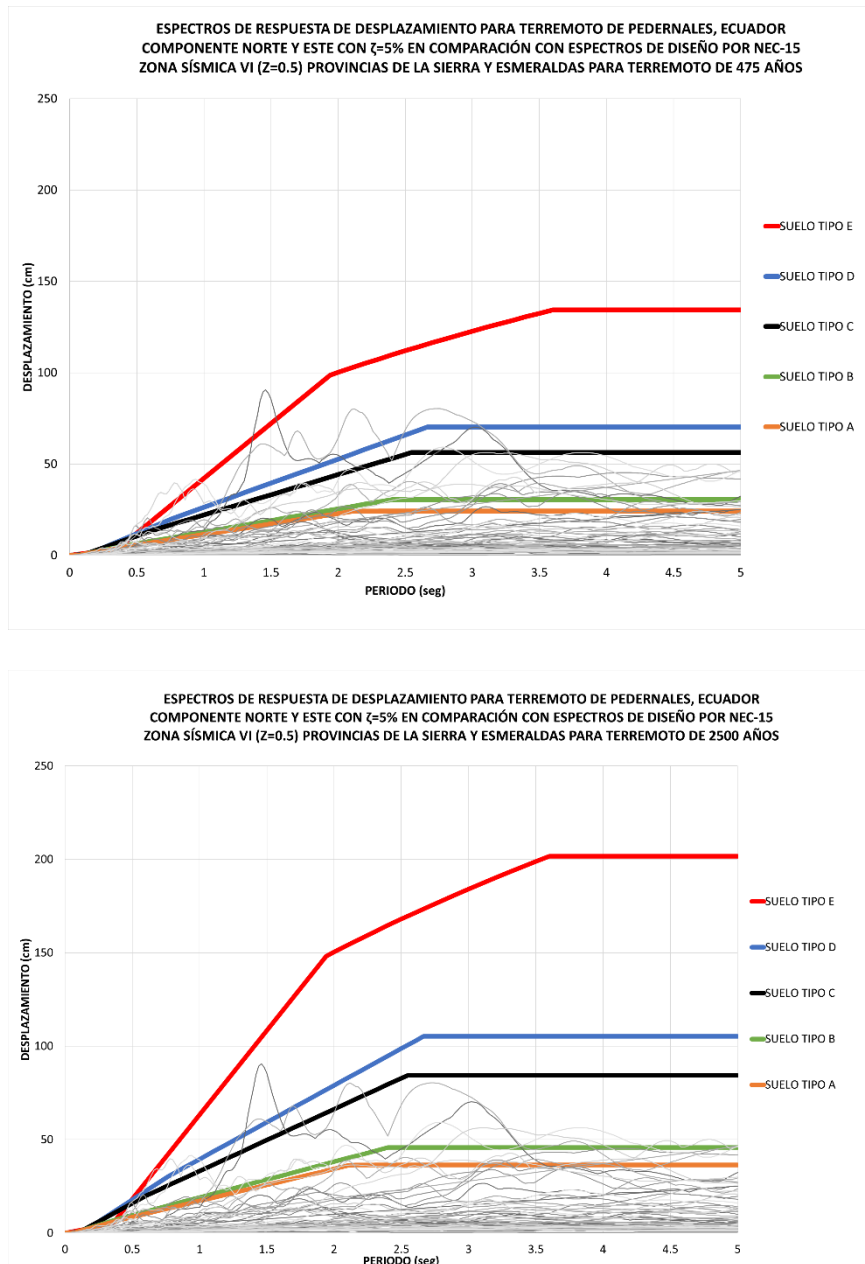 ESPECTROS DE RESPUESTA DE DESPLAZAMIENTO PARA TERREMOTO DE PEDERNALES, ECUADOR
COMPONENTE NORTE Y ESTE CON ζ=5% EN COMPARACIÓN CON ESPECTROS DE DISEÑO POR NEC-15
ZONA SÍSMICA VI (Z=0.5) PROVINCIAS DE LA SIERRA Y ESMERALDAS PARA TERREMOTO DE 475 AÑOS
250
200
150
100
50
0
DESPLAZAMIENTO (cm)
0 0.5 1 1.5 2 2.5 3 3.5 4 4.5 5
PERIODO (seg)
SUELO TIPO E
SUELO TIPO D
SUELO TIPO C
SUELO TIPO B
SUELO TIPO A
ESPECTROS DE RESPUESTA DE DESPLAZAMIENTO PARA TERREMOTO DE PEDERNALES, ECUADOR
COMPONENTE NORTE Y ESTE CON ζ=5% EN COMPARACIÓN CON ESPECTROS DE DISEÑO POR NEC-15
ZONA SÍSMICA VI (Z=0.5) PROVINCIAS DE LA SIERRA Y ESMERALDAS PARA TERREMOTO DE 2500 AÑOS
250
200
150
100
50
0
DESPLAZAMIENTO (cm)
0 0.5 1 1.5 2 2.5 3 3.5 4 4.5 5
PERIODO (seg)
SUELO TIPO E
SUELO TIPO D
SUELO TIPO C
SUELO TIPO B
SUELO TIPO A